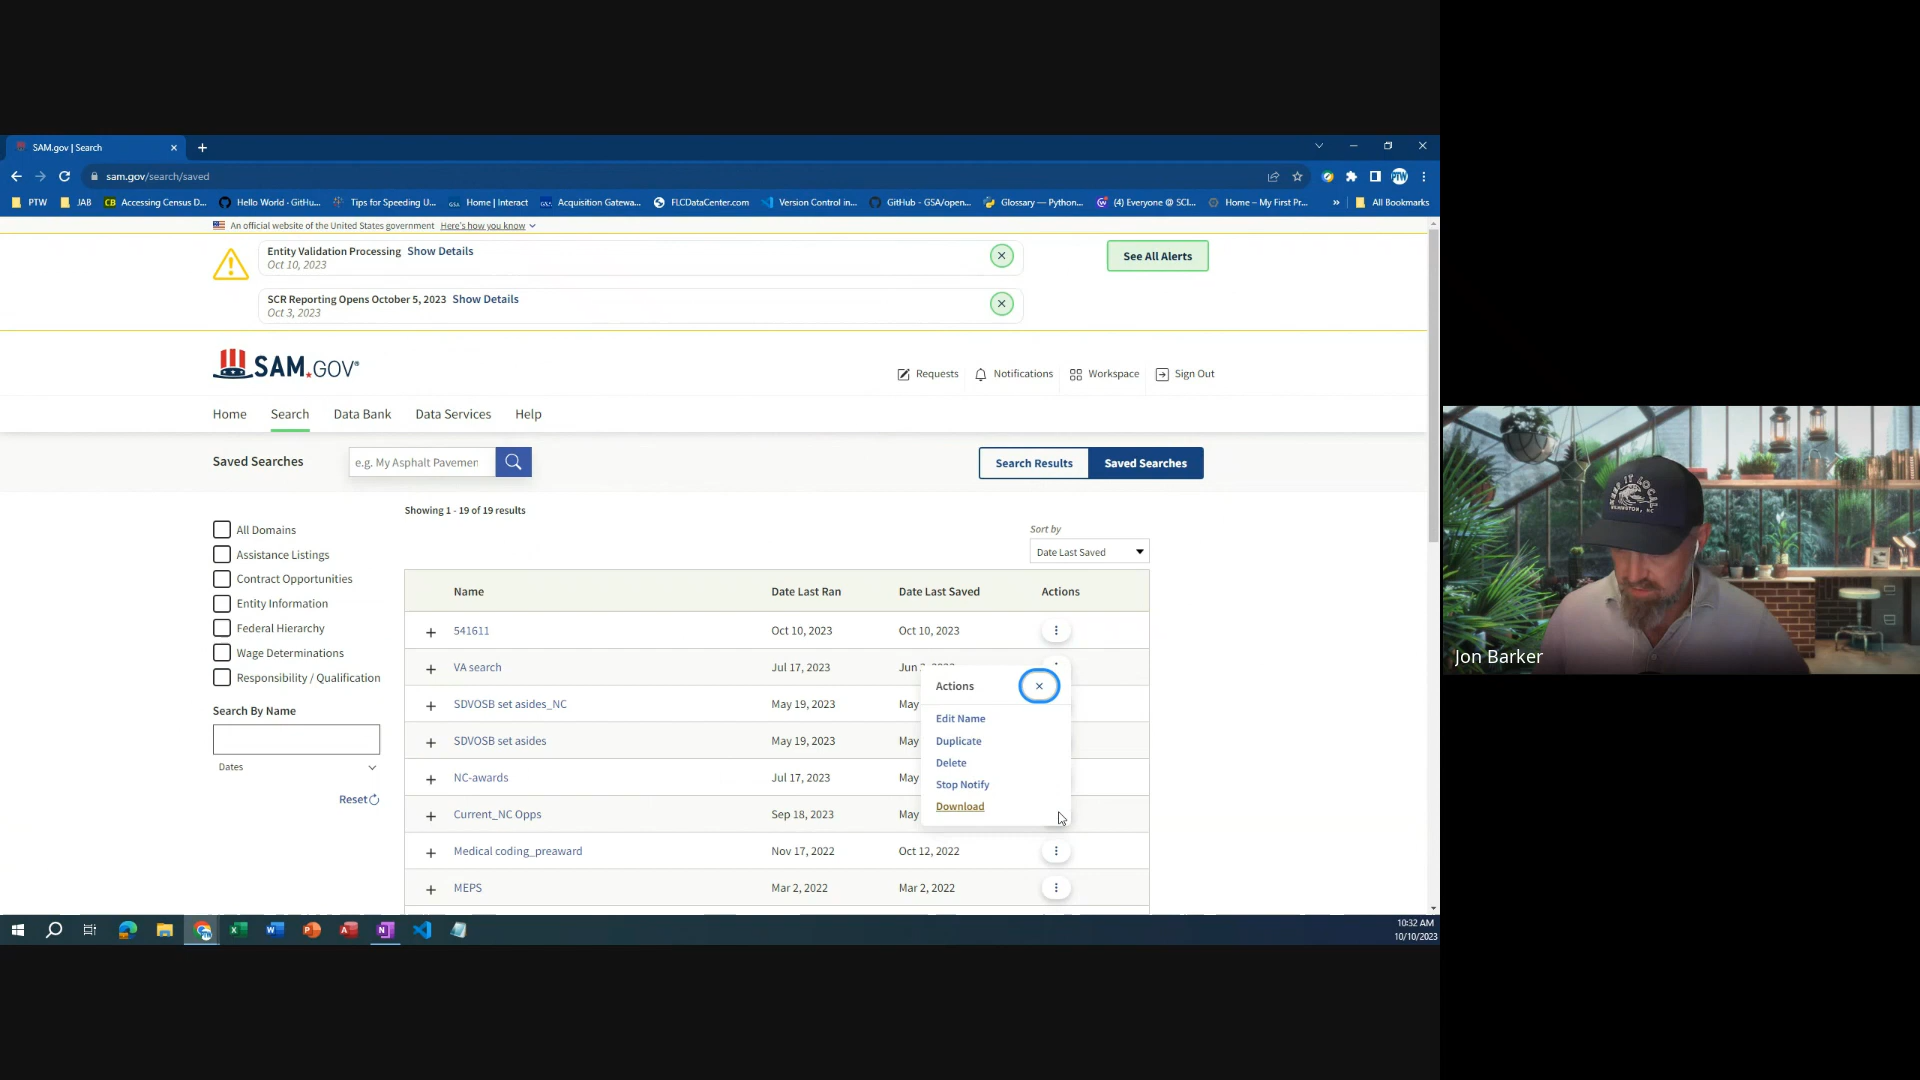 SAM.gov | Search
sam.gov/search/saved
PTW
JAB
Accessing Census D...
Hello World · GitHu...
Tips for Speeding U...
Home | Interact
Acquisition Gatewa...
FLCDataCenter.com
Version Control in...
GitHub - GSA/open...
Glossary — Python...
(4) Everyone @ SCI...
Home – My First Pr...
»
All Bookmarks
An official website of the United States government Here's how you know
Entity Validation Processing Show Details
Oct 10, 2023
See All Alerts
SCR Reporting Opens October 5, 2023 Show Details
Oct 3, 2023
SAM.GOV®
Requests
Notifications
Workspace
Sign Out
Home
Search
Data Bank
Data Services
Help
Saved Searches
e.g. My Asphalt Pavemen
Search Results
Saved Searches
Showing 1 - 19 of 19 results
Sort by
Date Last Saved
All Domains
Assistance Listings
Contract Opportunities
Entity Information
Federal Hierarchy
Wage Determinations
Responsibility / Qualification
Search By Name
Dates
Reset
Name Date Last Ran Date Last Saved Actions
541611 Oct 10, 2023 Oct 10, 2023
VA search Jul 17, 2023 Jun
SDVOSB set asides_NC May 19, 2023 May
SDVOSB set asides May 19, 2023 May
NC-awards Jul 17, 2023 May
Current_NC Opps Sep 18, 2023 May
Medical coding_preaward Nov 17, 2022 Oct 12, 2022
MEPS Mar 2, 2022 Mar 2, 2022
Actions
Edit Name
Duplicate
Delete
Stop Notify
Download
10:32 AM
10/10/2023
KEEP IT LOCAL
WILMINGTON, NC
Jon Barker